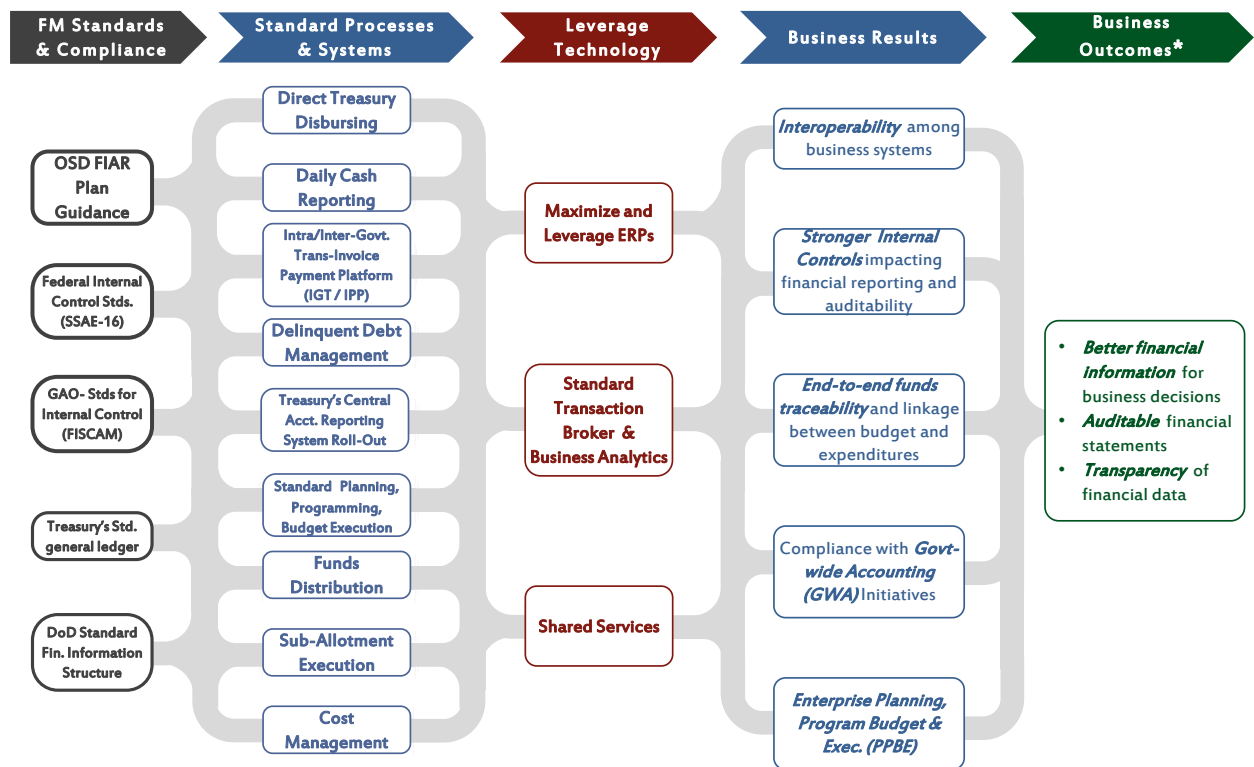 FM Standards
& Compliance
Standard Processes
& Systems
Leverage
Technology
Business Results
Business
Outcomes*
OSD FIAR
Plan
Guidance
Federal Internal
Control Stds.
(SSAE-16)
GAO- Stds for
Internal Control
(FISCAM)
Treasury's Std.
general ledger
DoD Standard
Fin. Information
Structure
Direct Treasury
Disbursing
Daily Cash
Reporting
Intra/Inter-Govt.
Trans-Invoice
Payment Platform
(IGT / IPP)
Delinquent Debt
Management
Treasury's Central
Acct. Reporting
System Roll-Out
Standard Planning,
Programming,
Budget Execution
Funds
Distribution
Sub-Allotment
Execution
Cost
Management
Maximize and
Leverage ERPs
Standard
Transaction
Broker &
Business Analytics
Shared Services
Interoperability among
business systems
Stronger Internal
Controls impacting
financial reporting and
auditability
End-to-end funds
traceability and linkage
between budget and
expenditures
Compliance with Govt-
wide Accounting
(GWA) Initiatives
Enterprise Planning,
Program Budget &
Exec. (PPBE)
• Better financial
information for
business decisions
• Auditable financial
statements
• Transparency of
financial data